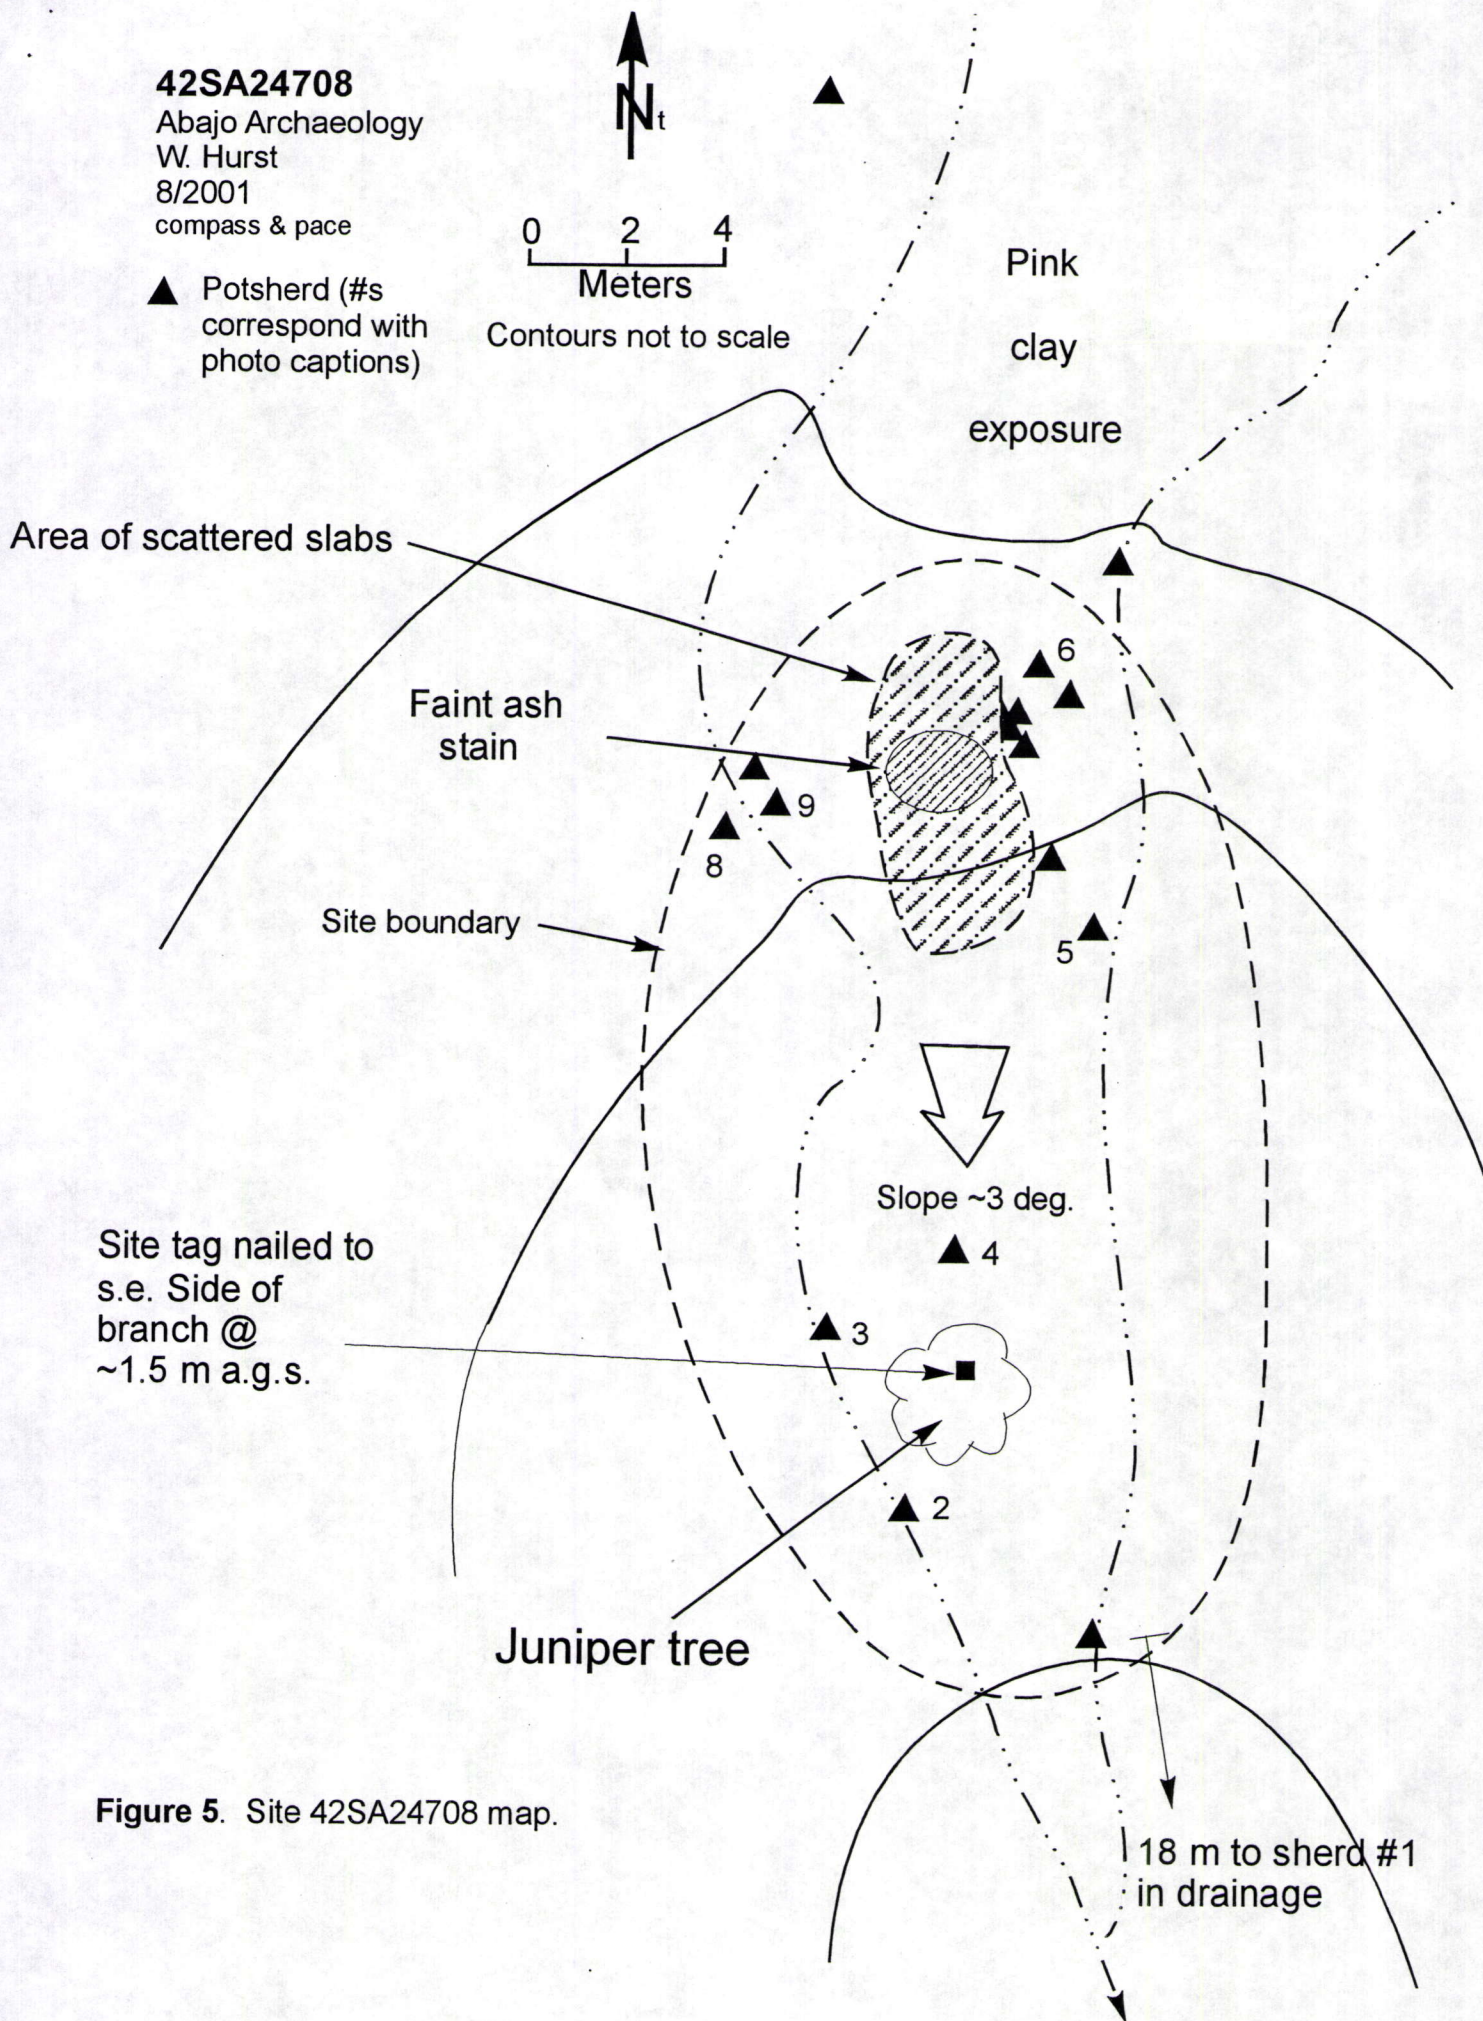 42SA24708
Abajo Archaeology
W. Hurst
8/2001
compass & pace
Potsherd (#s
correspond with
photo captions)
Nt
0 2 4
Meters
Contours not to scale
Pink
clay
exposure
Area of scattered slabs
6
Faint ash
stain
9
8
Site boundary
5
Slope ~3 deg.
4
Site tag nailed to
s.e. Side of
branch @
~1.5 m a.g.s.
3
2
Juniper tree
Figure 5. Site 42SA24708 map.
18 m to sherd #1
in drainage